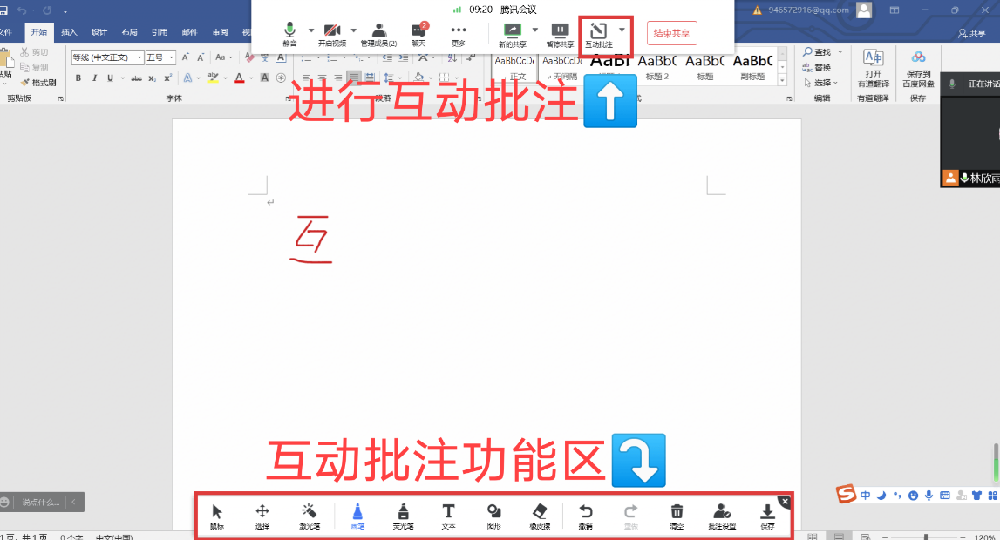 09:20 腾讯会议
946572916@qq.com
静音 开启视频 管理成员(2) 聊天 2 更多 新的共享 暂停共享 互动批注 结束共享
文件 开始 插入 设计 布局 引用 邮件 审阅 共享
粘贴 剪切 复制 格式刷
等线 (中文正文) 五号 Aa
B I U abc X₂ X² A A A
AaBbCcDc AaBbCcDc AaBl AaBbC AaBbC AaBbC
正文 无间隔 标题 2 标题 副标题
查找 替换 选择
打开 有道翻译 保存到 百度网盘
剪贴板 字体 段落 编辑 有道翻译 保存
正在讲话
进行互动批注
林欣雨
互
互动批注功能区
说点什么...
中
鼠标 选择 激光笔 画笔 荧光笔 文本 图形 橡皮擦 撤销 重做 清空 批注设置 保存
页，共 1 页 0 个字 中文(中国) 120%